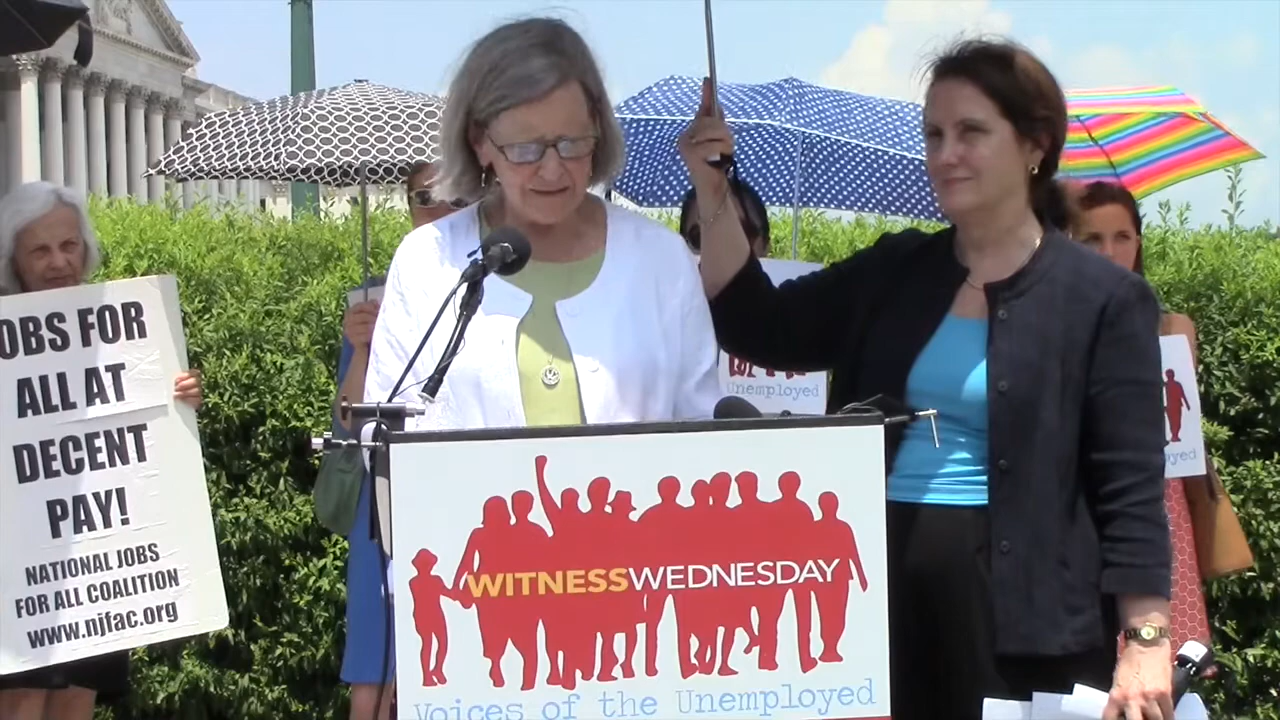 OBS FOR
ALL AT
DECENT
PAY!
NATIONAL JOBS
FOR ALL COALITION
www.njfac.org
Unemployed
yed
WITNESSWEDNESDAY
Voices of the Unemployed